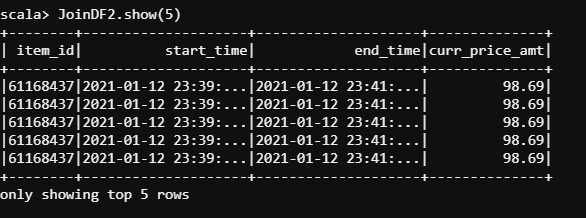 scala> JoinDF2.show(5)
+--------+--------------------+--------------------+--------------+
| item_id|          start_time|            end_time|curr_price_amt|
+--------+--------------------+--------------------+--------------+
|61168437|2021-01-12 23:39:...|2021-01-12 23:41:...|         98.69|
|61168437|2021-01-12 23:39:...|2021-01-12 23:41:...|         98.69|
|61168437|2021-01-12 23:39:...|2021-01-12 23:41:...|         98.69|
|61168437|2021-01-12 23:39:...|2021-01-12 23:41:...|         98.69|
|61168437|2021-01-12 23:39:...|2021-01-12 23:41:...|         98.69|
+--------+--------------------+--------------------+--------------+
only showing top 5 rows